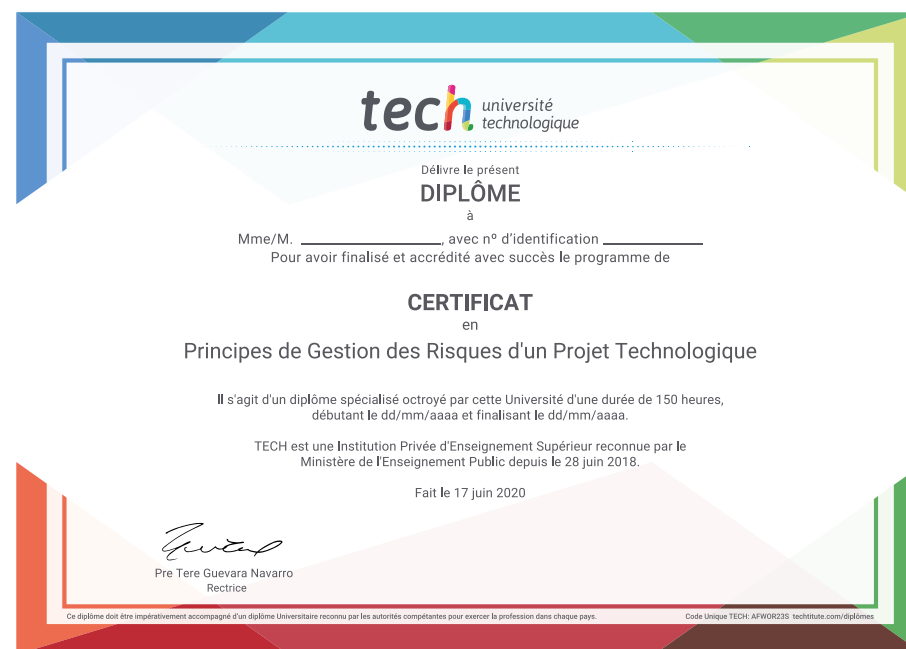 tech université
technologique
Délivre le présent
DIPLÔME
à
Mme/M. ____________________, avec nº d'identification ______________
Pour avoir finalisé et accrédité avec succès le programme de
CERTIFICAT
en
Principes de Gestion des Risques d'un Projet Technologique
Il s'agit d'un diplôme spécialisé octroyé par cette Université d'une durée de 150 heures,
débutant le dd/mm/aaaa et finalisant le dd/mm/aaaa.
TECH est une Institution Privée d'Enseignement Supérieur reconnue par le
Ministère de l'Enseignement Public depuis le 28 juin 2018.
Fait le 17 juin 2020
Pre Tere Guevara Navarro
Rectrice
Ce diplôme doit être impérativement accompagné d'un diplôme Universitaire reconnu par les autorités compétantes pour exercer la profession dans chaque pays.
Code Unique TECH: AFWOR23S techtitute.com/diplômes